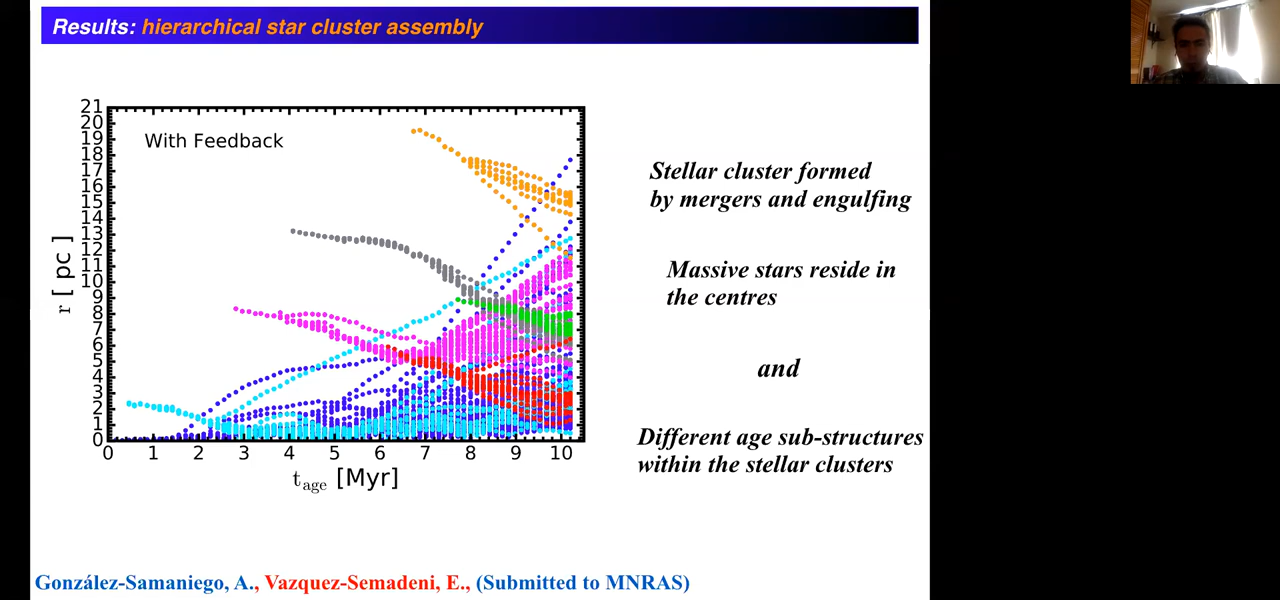 Results: hierarchical star cluster assembly
With Feedback
21
20
19
18
17
16
15
14
13
12
11
10
9
8
7
6
5
4
3
2
1
0
r [ pc ]
0 1 2 3 4 5 6 7 8 9 10
t_age [Myr]
Stellar cluster formed
by mergers and engulfing
Massive stars reside in
the centres
and
Different age sub-structures
within the stellar clusters
González-Samaniego, A., Vazquez-Semadeni, E., (Submitted to MNRAS)